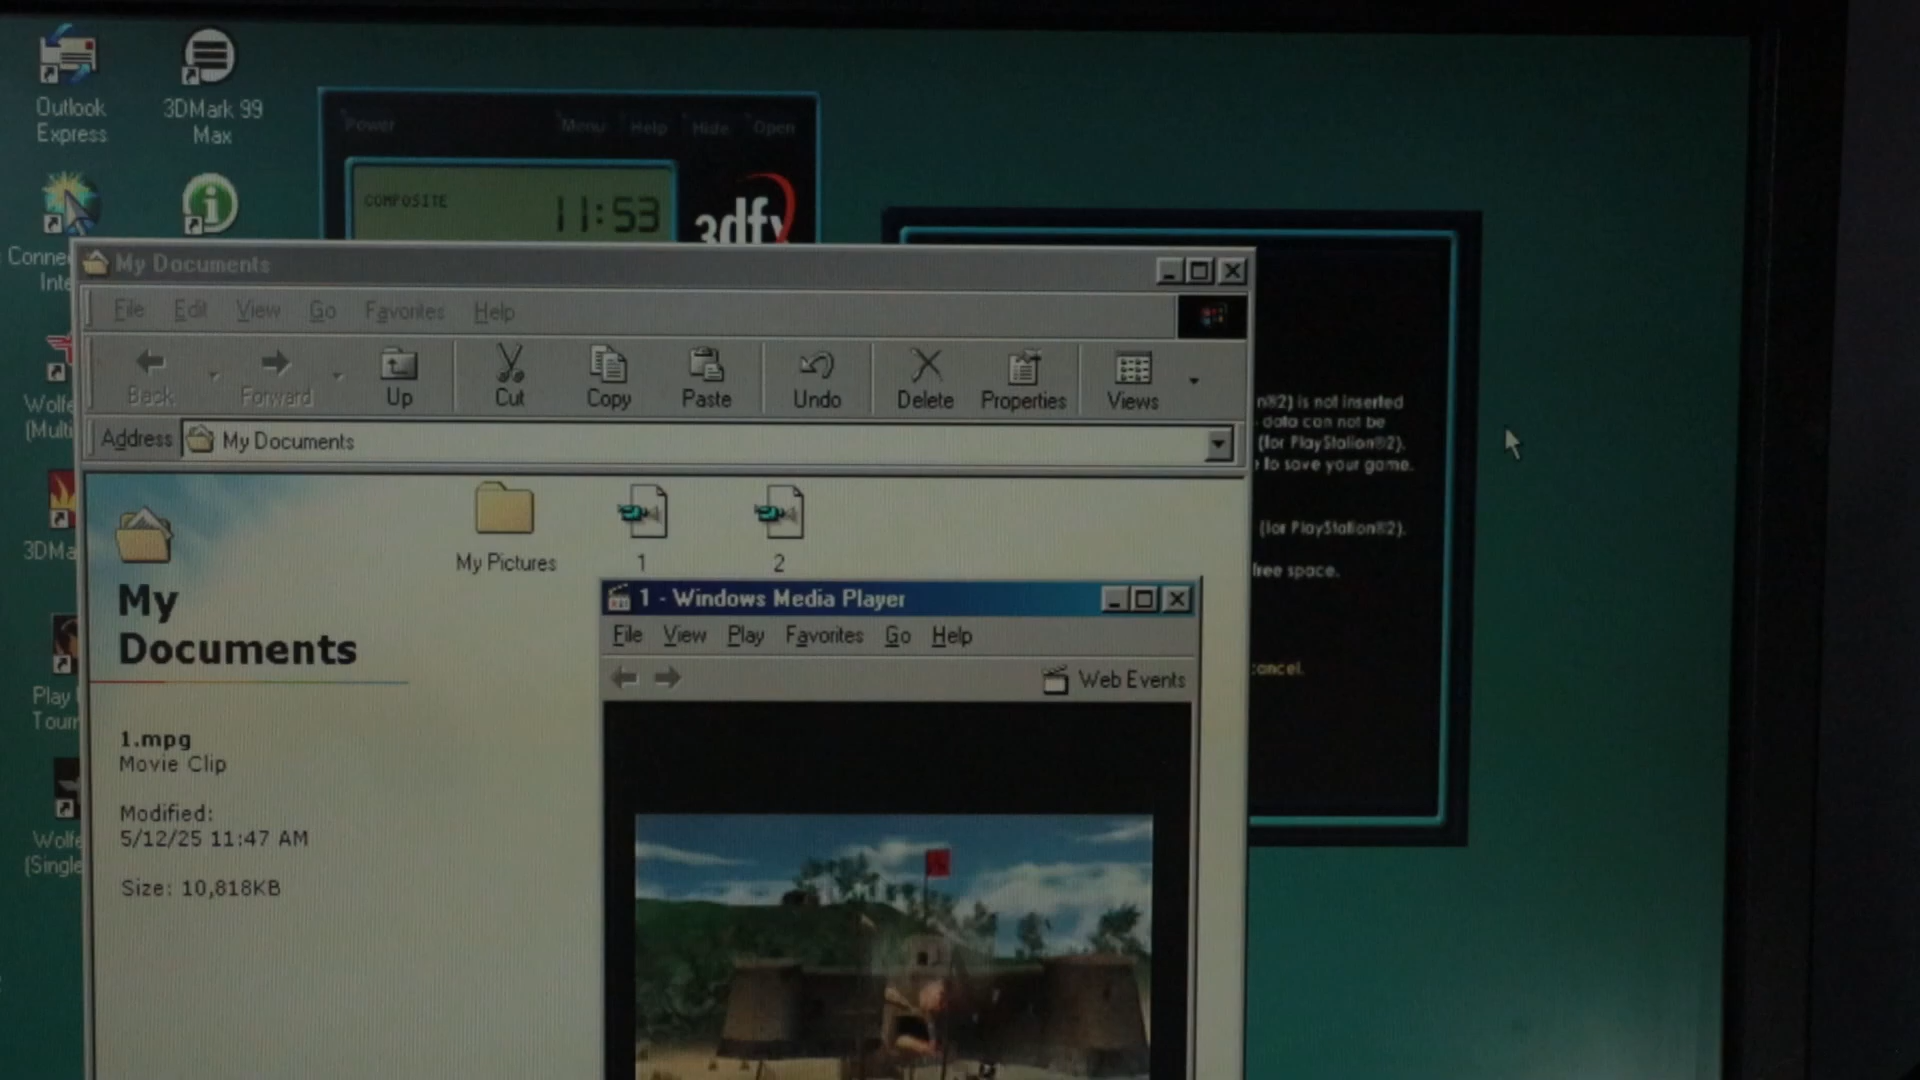 Outlook
Express
3DMark 99
Max
Power
Menu
Help
Hide
Open
COMPOSITE
11:53
3dfx
My Documents
File Edit View Go Favorites Help
Back
Forward
Up
Cut
Copy
Paste
Undo
Delete
Properties
Views
Address
My Documents
is not inserted
data can not be
(for PlayStation®2).
to save your game.
(for PlayStation®2).
free space.
My Pictures
1
2
My
Documents
1.mpg
Movie Clip
Modified:
5/12/25 11:47 AM
Size: 10,818KB
1 - Windows Media Player
File View Play Favorites Go Help
Web Events
Play